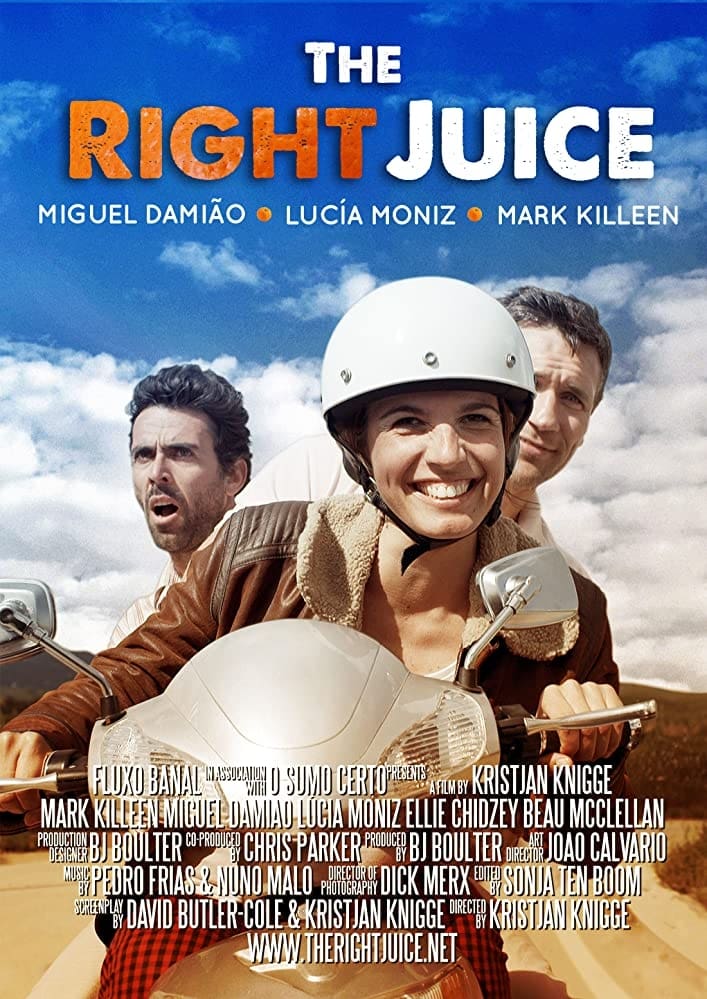 THE
RIGHT JUICE
MIGUEL DAMIÃO • LUCÍA MONIZ • MARK KILLEEN
FLUXO BANAL IN ASSOCIATION WITH O SUMO CERTO PRESENTS A FILM BY KRISTJAN KNIGGE
MARK KILLEEN MIGUEL DAMIAO LÚCIA MONIZ ELLIE CHIDZEY BEAU MCCLELLAN
PRODUCTION DESIGNER BJ BOULTER CO-PRODUCED BY CHRIS PARKER PRODUCED BY BJ BOULTER ART DIRECTOR JOAO CALVARIO
MUSIC BY PEDRO FRIAS & NUNO MALO DIRECTOR OF PHOTOGRAPHY DICK MERX EDITED BY SONJA TEN BOOM
SCREENPLAY BY DAVID BUTLER-COLE & KRISTJAN KNIGGE DIRECTED BY KRISTJAN KNIGGE
WWW.THERIGHTJUICE.NET